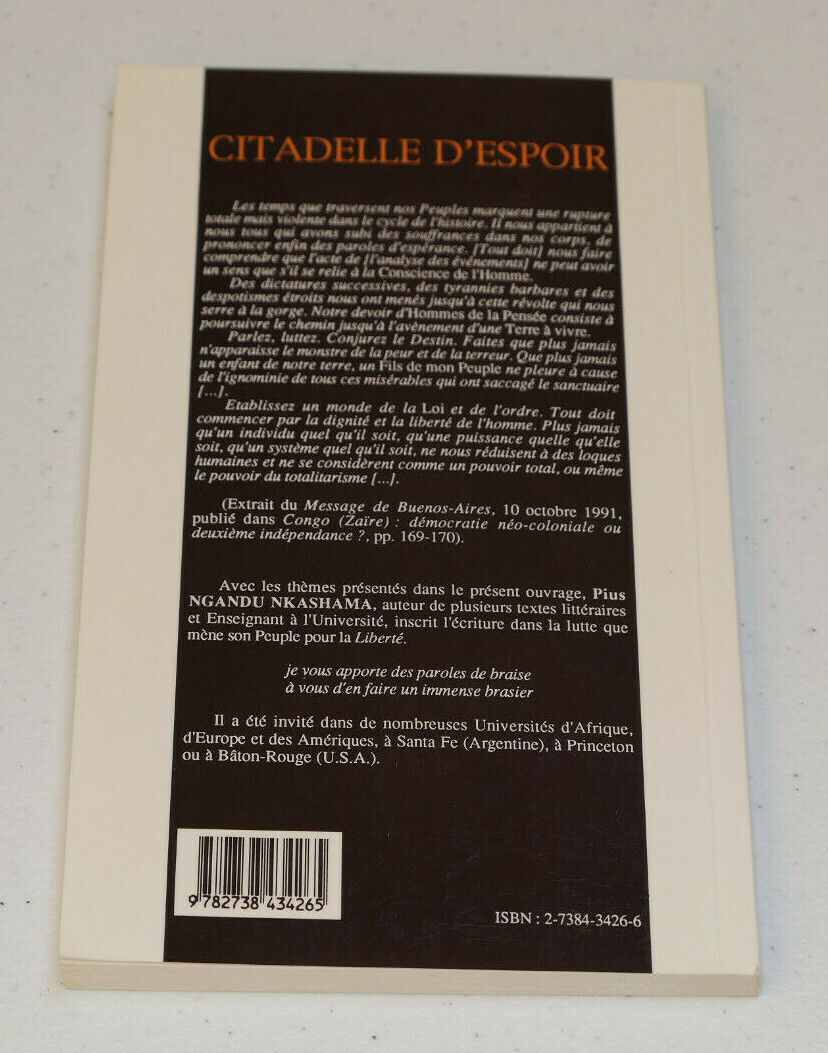 CITADELLE D'ESPOIR
Les temps que traversent nos Peuples marquent une rupture
totale mais violente dans le cycle de l'histoire. Il nous appartient à
nous tous qui avons subi des souffrances dans nos corps, de
prononcer enfin des paroles d'espérance. [Tout doit] nous faire
comprendre que l'acte de [l'analyse des événements] ne peut avoir
un sens que s'il se relie à la Conscience de l'Homme.
Des dictatures successives, des tyrannies barbares et des
despotismes étroits nous ont menés jusqu'à cette révolte qui nous
serre à la gorge. Notre devoir d'Hommes de la Pensée consiste à
poursuivre le chemin jusqu'à l'avènement d'une Terre à vivre.
Parlez, luttez. Conjurez le Destin. Faites que plus jamais
n'apparaisse le monstre de la peur et de la terreur. Que plus jamais
un enfant de notre terre, un Fils de mon Peuple ne pleure à cause
de l'ignominie de tous ces misérables qui ont saccagé le sanctuaire
[...].
Etablissez un monde de la Loi et de l'ordre. Tout doit
commencer par la dignité et la liberté de l'homme. Plus jamais
qu'un individu quel qu'il soit, qu'une puissance quelle qu'elle
soit, qu'un système quel qu'il soit, ne nous réduisent à des loques
humaines et ne se considèrent comme un pouvoir total, ou même
le pouvoir du totalitarisme [...].
(Extrait du Message de Buenos-Aires, 10 octobre 1991,
publié dans Congo (Zaïre) : démocratie néo-coloniale ou
deuxième indépendance ?, pp. 169-170).
Avec les thèmes présentés dans le présent ouvrage, Pius
NGANDU NKASHAMA, auteur de plusieurs textes littéraires
et Enseignant à l'Université, inscrit l'écriture dans la lutte que
mène son Peuple pour la Liberté.
je vous apporte des paroles de braise
à vous d'en faire un immense brasier
Il a été invité dans de nombreuses Universités d'Afrique,
d'Europe et des Amériques, à Santa Fe (Argentine), à Princeton
ou à Bâton-Rouge (U.S.A.).
9 782738 434265
ISBN : 2-7384-3426-6